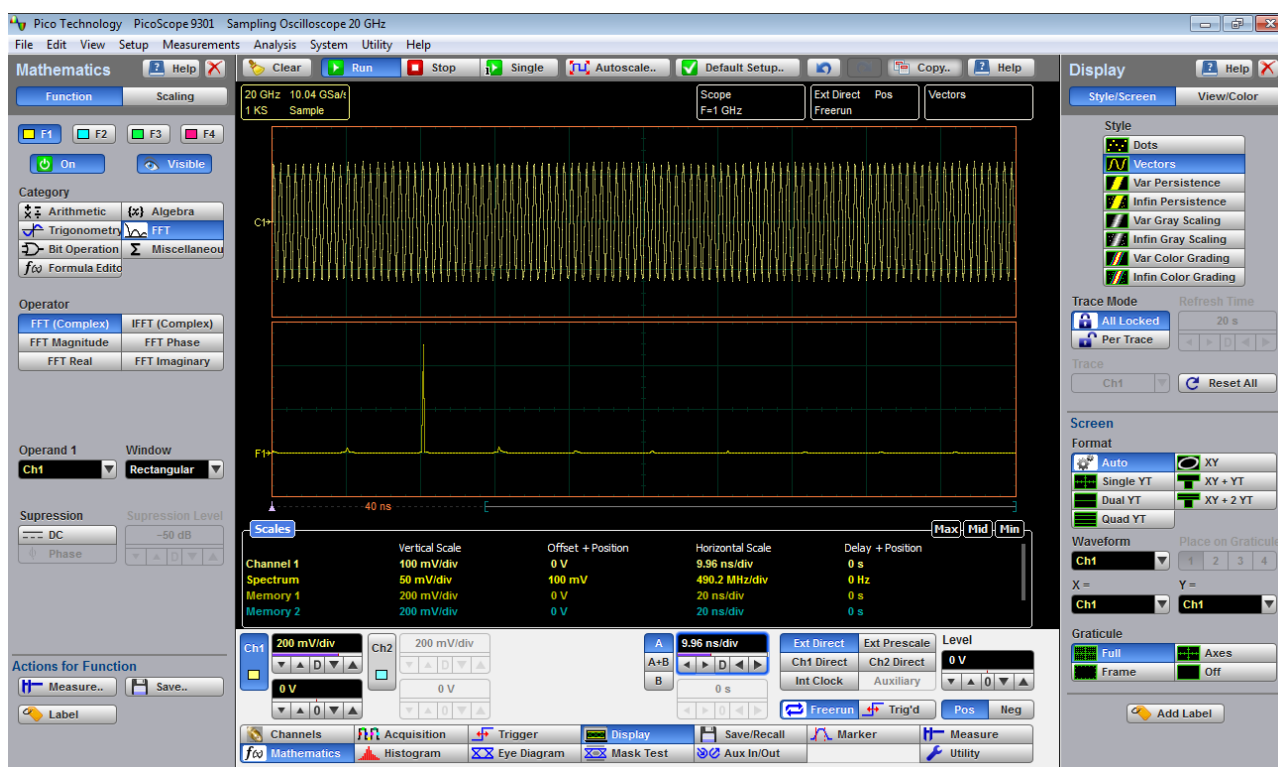 Pico Technology PicoScope 9301 Sampling Oscilloscope 20 GHz
File Edit View Setup Measurements Analysis System Utility Help
Mathematics ? Help
Function Scaling
F1 F2 F3 F4
On Visible
Category
Arithmetic {x} Algebra
Trigonometry FFT
Bit Operation Σ Miscellaneou
f(x) Formula Edito
Operator
FFT (Complex) IFFT (Complex)
FFT Magnitude FFT Phase
FFT Real FFT Imaginary
Operand 1 Window
Ch1 Rectangular
Supression Supression Level
DC -50 dB
Phase D
Actions for Function
Measure.. Save..
Label
Clear Run Stop 1 Single Autoscale.. Default Setup.. Copy.. ? Help
20 GHz 10.04 GSa/s
1 KS Sample
Scope
F=1 GHz
Ext Direct Pos
Freerun
Vectors
C1
F1
40 ns
Scales Max Mid Min
Vertical Scale Offset + Position Horizontal Scale Delay + Position
Channel 1 100 mV/div 0 V 9.96 ns/div 0 s
Spectrum 50 mV/div 100 mV 490.2 MHz/div 0 Hz
Memory 1 200 mV/div 0 V 20 ns/div 0 s
Memory 2 200 mV/div 0 V 20 ns/div 0 s
Ch1 200 mV/div Ch2 200 mV/div
D D
0 V 0 V
0 0
A 9.96 ns/div
A+B D
B 0 s
0
Ext Direct Ext Prescale Level
Ch1 Direct Ch2 Direct 0 V
Int Clock Auxiliary 0
Freerun Trig'd Pos Neg
Channels Acquisition Trigger Display Save/Recall Marker Measure
f(x) Mathematics Histogram Eye Diagram Mask Test Aux In/Out Utility
Display ? Help
Style/Screen View/Color
Style
Dots
Vectors
Var Persistence
Infin Persistence
Var Gray Scaling
Infin Gray Scaling
Var Color Grading
Infin Color Grading
Trace Mode Refresh Time
All Locked 20 s
Per Trace D
Trace
Ch1 Reset All
Screen
Format
Auto XY
Single YT XY + YT
Dual YT XY + 2 YT
Quad YT
Waveform Place on Graticule
Ch1 1 2 3 4
X = Y =
Ch1 Ch1
Graticule
Full Axes
Frame Off
Add Label